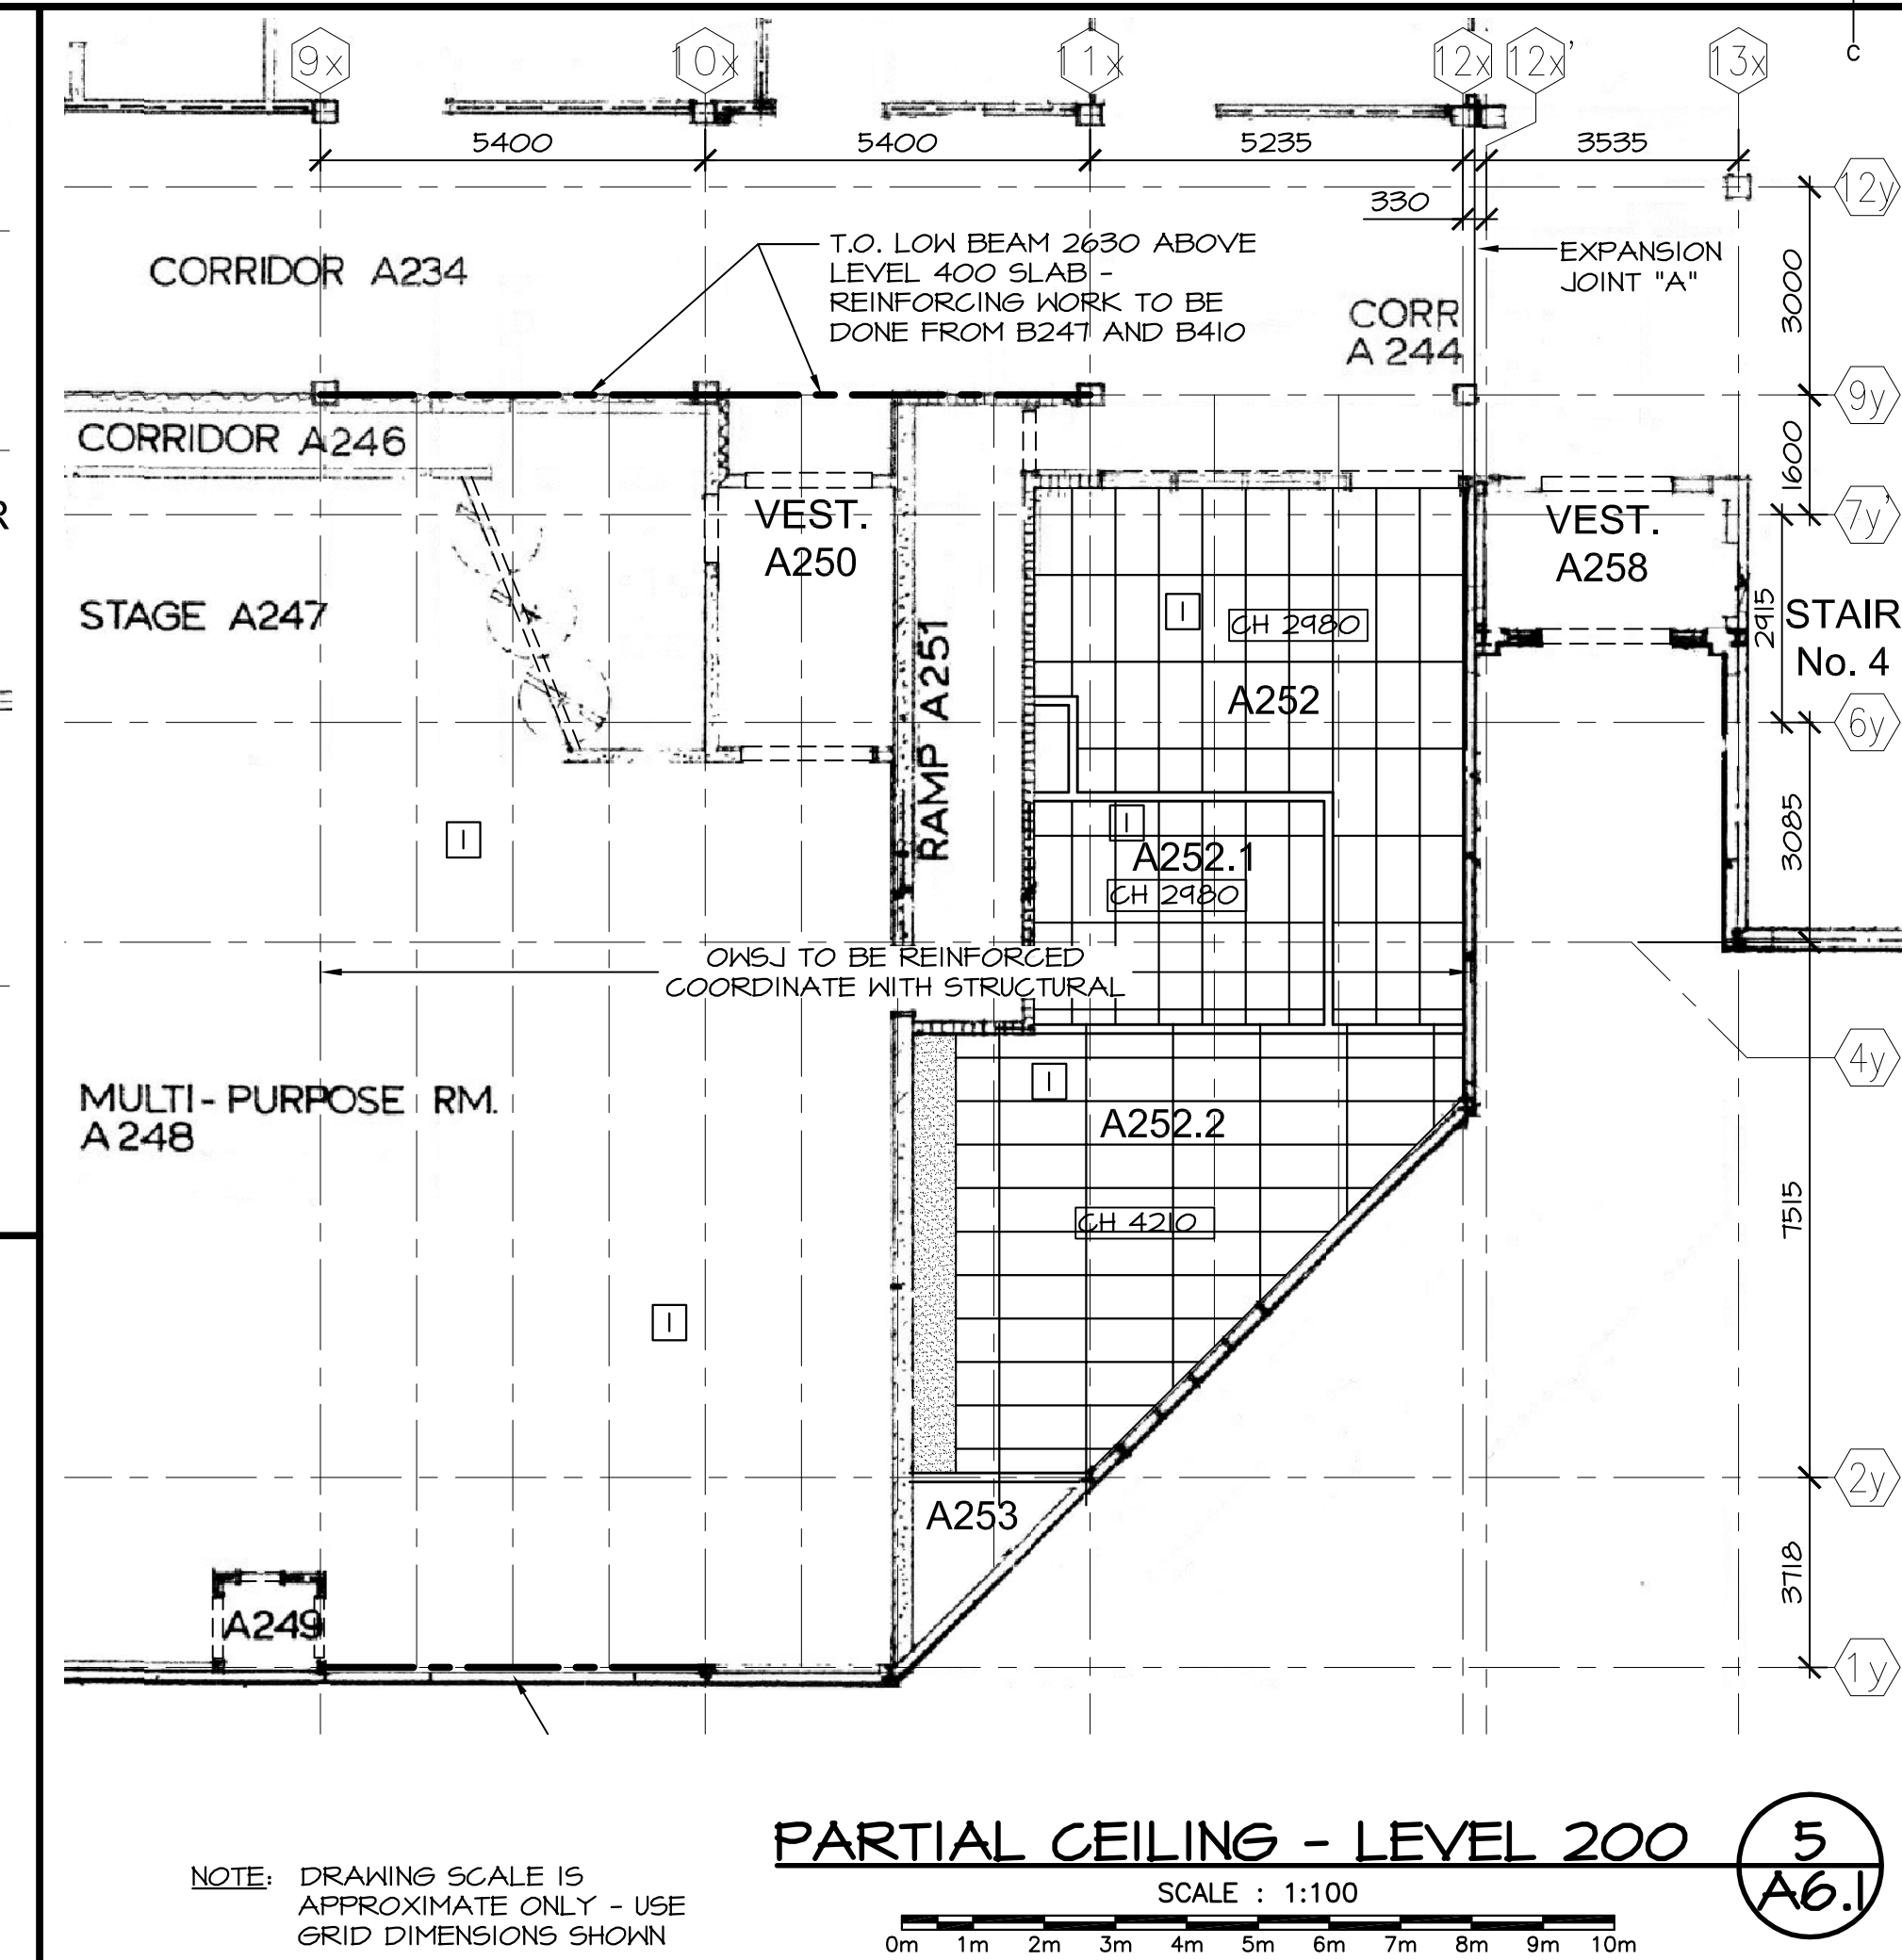 9x
10x
11x
12x
12x'
13x
c
5400
5400
5235
3535
330
12y
CORRIDOR A234
T.O. LOW BEAM 2630 ABOVE
LEVEL 400 SLAB -
REINFORCING WORK TO BE
DONE FROM B247 AND B410
EXPANSION
JOINT "A"
3000
CORR
A 244
9y
CORRIDOR A246
1600
R
VEST.
A250
VEST.
A258
7y'
STAGE A247
RAMP A251
1
CH 2980
A252
2915
STAIR
No. 4
6y
1
1
A252.1
CH 2980
3085
OWSJ TO BE REINFORCED
COORDINATE WITH STRUCTURAL
4y
MULTI-PURPOSE RM.
A248
1
A252.2
CH 4210
7515
1
2y
A253
3718
A249
1y
PARTIAL CEILING - LEVEL 200
5
A6.1
NOTE: DRAWING SCALE IS
APPROXIMATE ONLY - USE
GRID DIMENSIONS SHOWN
SCALE : 1:100
0m 1m 2m 3m 4m 5m 6m 7m 8m 9m 10m